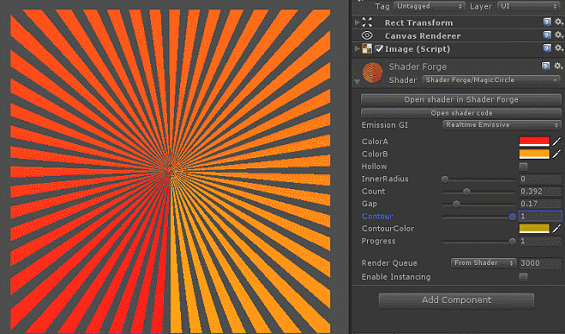 Tag Untagged Layer UI
Rect Transform
Canvas Renderer
Image (Script)
Shader Forge
Shader Shader Forge/MagicCircle
Open shader in Shader Forge
Open shader code
Emission GI Realtime Emissive
ColorA
ColorB
Hollow
InnerRadius 0
Count 0.392
Gap 0.17
Contour 1
ContourColor
Progress 1
Render Queue From Shader 3000
Enable Instancing
Add Component